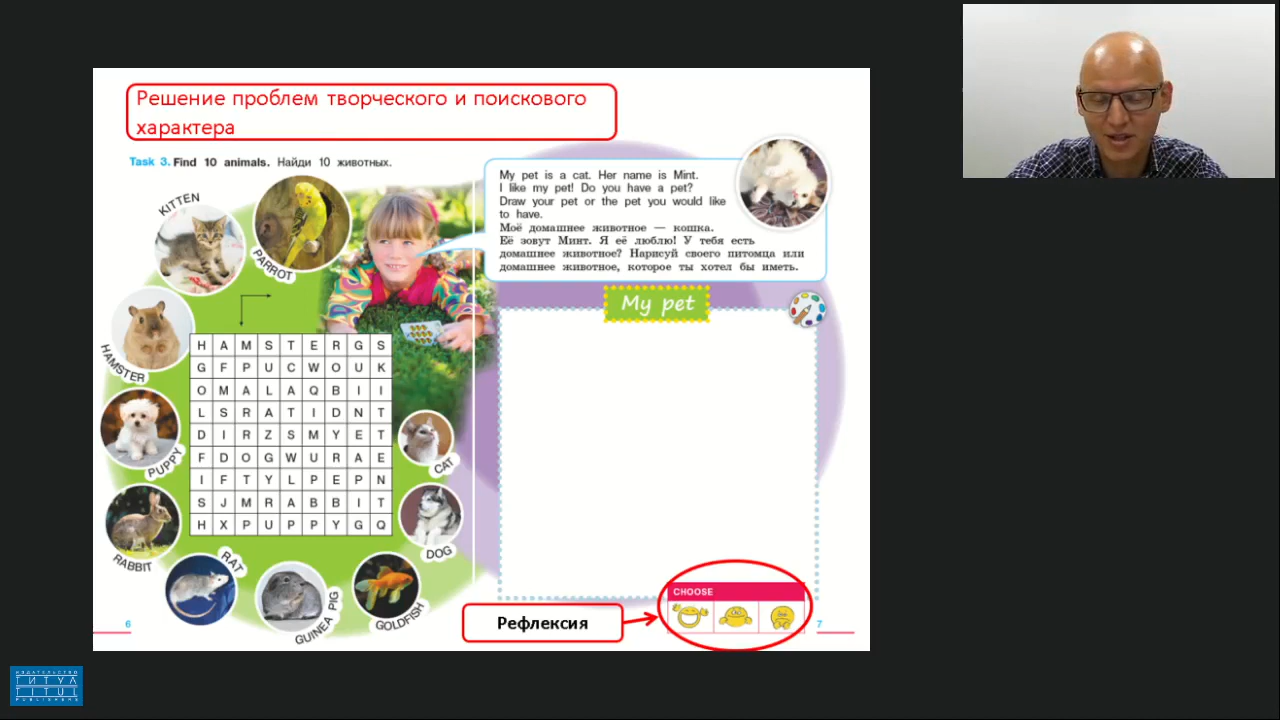 Решение проблем творческого и поискового
характера
Task 3. Find 10 animals. Найди 10 животных.
KITTEN
PARROT
HAMSTER
PUPPY
RABBIT
RAT
GUINEA PIG
GOLDFISH
DOG
CAT
H A M S T E R G S
G F P U C W O U K
O M A L A Q B I I
L S R A T I D N T
D I R Z S M Y E T
F D O G W U R A E
I F T Y L P E P N
S J M R A B B I T
H X P U P P Y G Q
6
My pet is a cat. Her name is Mint.
I like my pet! Do you have a pet?
Draw your pet or the pet you would like
to have.
Моё домашнее животное — кошка.
Её зовут Минт. Я её люблю! У тебя есть
домашнее животное? Нарисуй своего питомца или
домашнее животное, которое ты хотел бы иметь.
My pet
CHOOSE
Рефлексия
7
ИЗДАТЕЛЬСТВО
ТИТУЛ
TITUL
PUBLISHERS